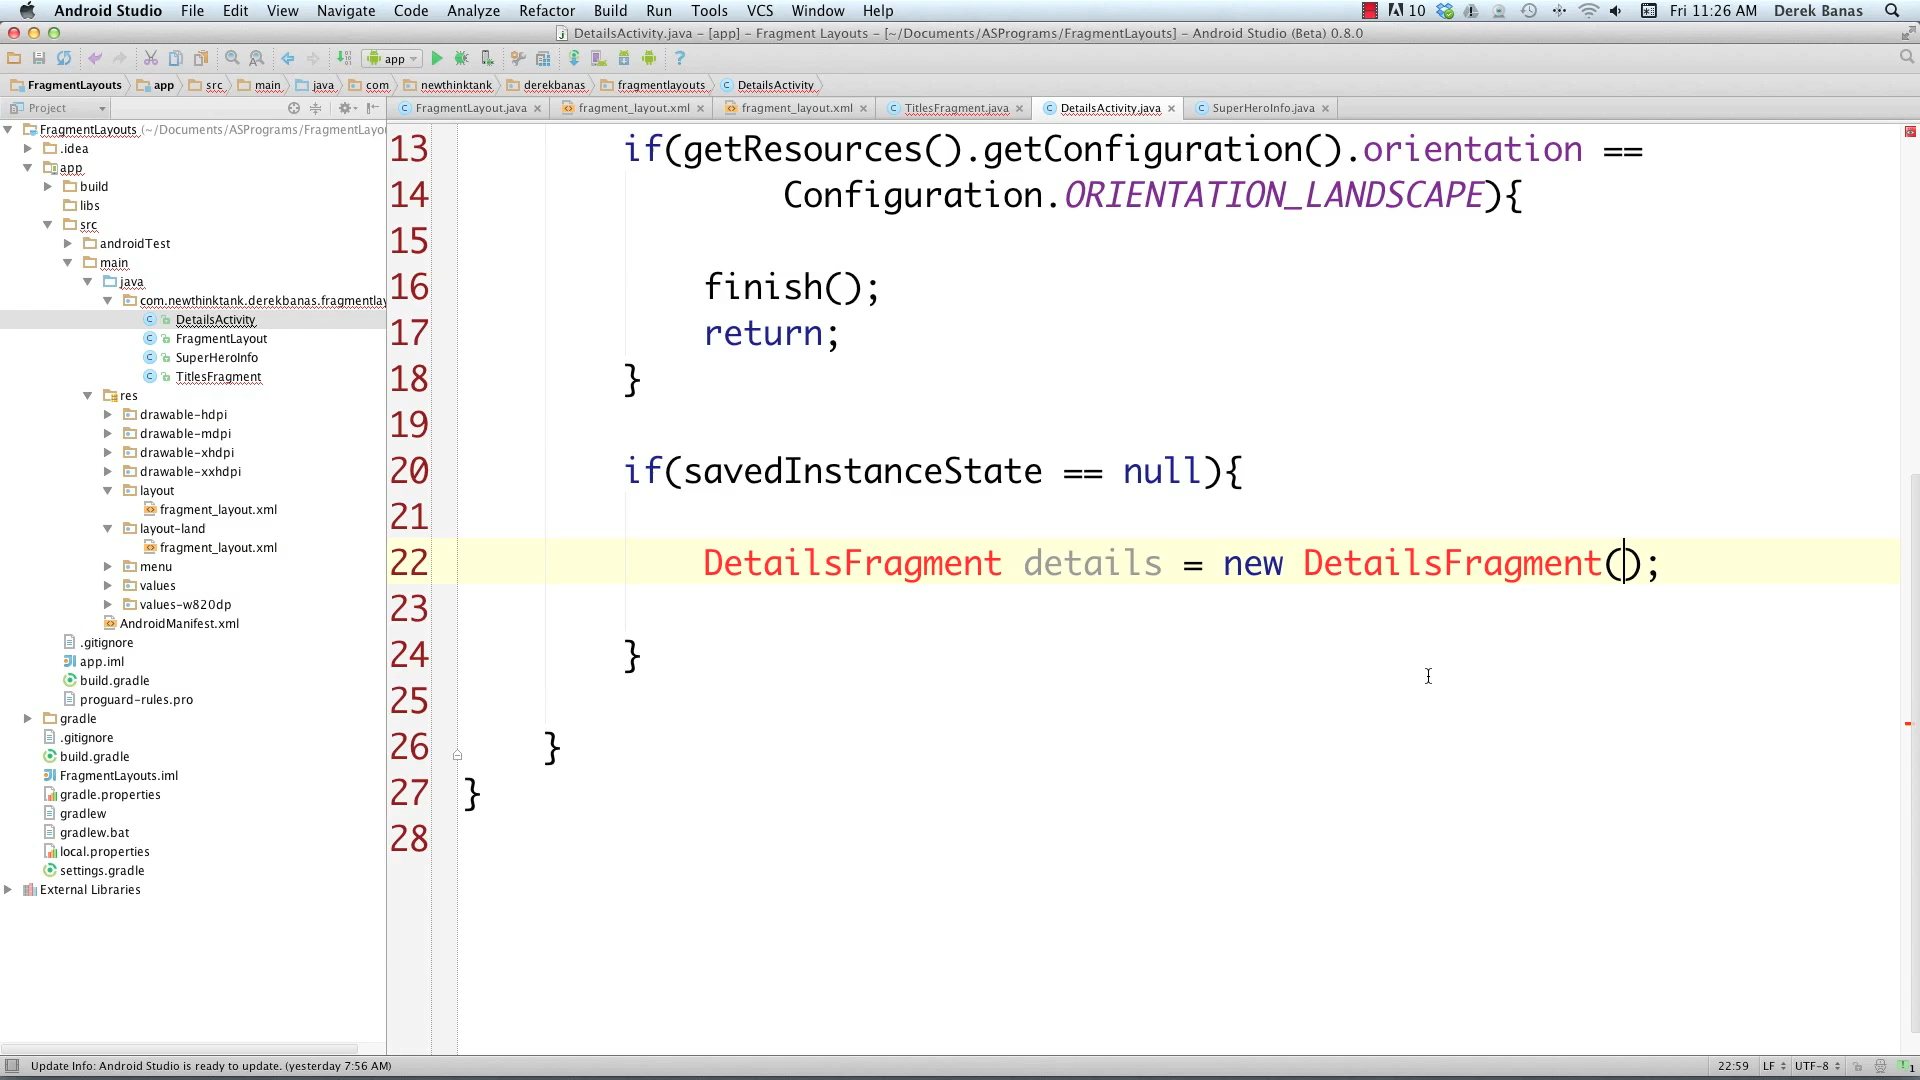 Android Studio File Edit View Navigate Code Analyze Refactor Build Run Tools VCS Window Help 10 Fri 11:26 AM Derek Banas
DetailsActivity.java – [app] – Fragment Layouts – [~/Documents/ASPrograms/FragmentLayouts] – Android Studio (Beta) 0.8.0
app
FragmentLayouts app src main java com newthinktank derekbanas fragmentlayouts DetailsActivity
Project
FragmentLayout.java fragment_layout.xml fragment_layout.xml TitlesFragment.java DetailsActivity.java SuperHeroInfo.java
FragmentLayouts (~/Documents/ASPrograms/FragmentLayou
.idea
app
build
libs
src
androidTest
main
java
com.newthinktank.derekbanas.fragmentlay
DetailsActivity
FragmentLayout
SuperHeroInfo
TitlesFragment
res
drawable-hdpi
drawable-mdpi
drawable-xhdpi
drawable-xxhdpi
layout
fragment_layout.xml
layout-land
fragment_layout.xml
menu
values
values-w820dp
AndroidManifest.xml
.gitignore
app.iml
build.gradle
proguard-rules.pro
gradle
.gitignore
build.gradle
FragmentLayouts.iml
gradle.properties
gradlew
gradlew.bat
local.properties
settings.gradle
External Libraries
13 if(getResources().getConfiguration().orientation ==
14 Configuration.ORIENTATION_LANDSCAPE){
15
16 finish();
17 return;
18 }
19
20 if(savedInstanceState == null){
21
22 DetailsFragment details = new DetailsFragment();
23
24 }
25
26 }
27 }
28
Update Info: Android Studio is ready to update. (yesterday 7:56 AM) 22:59 LF UTF-8 1